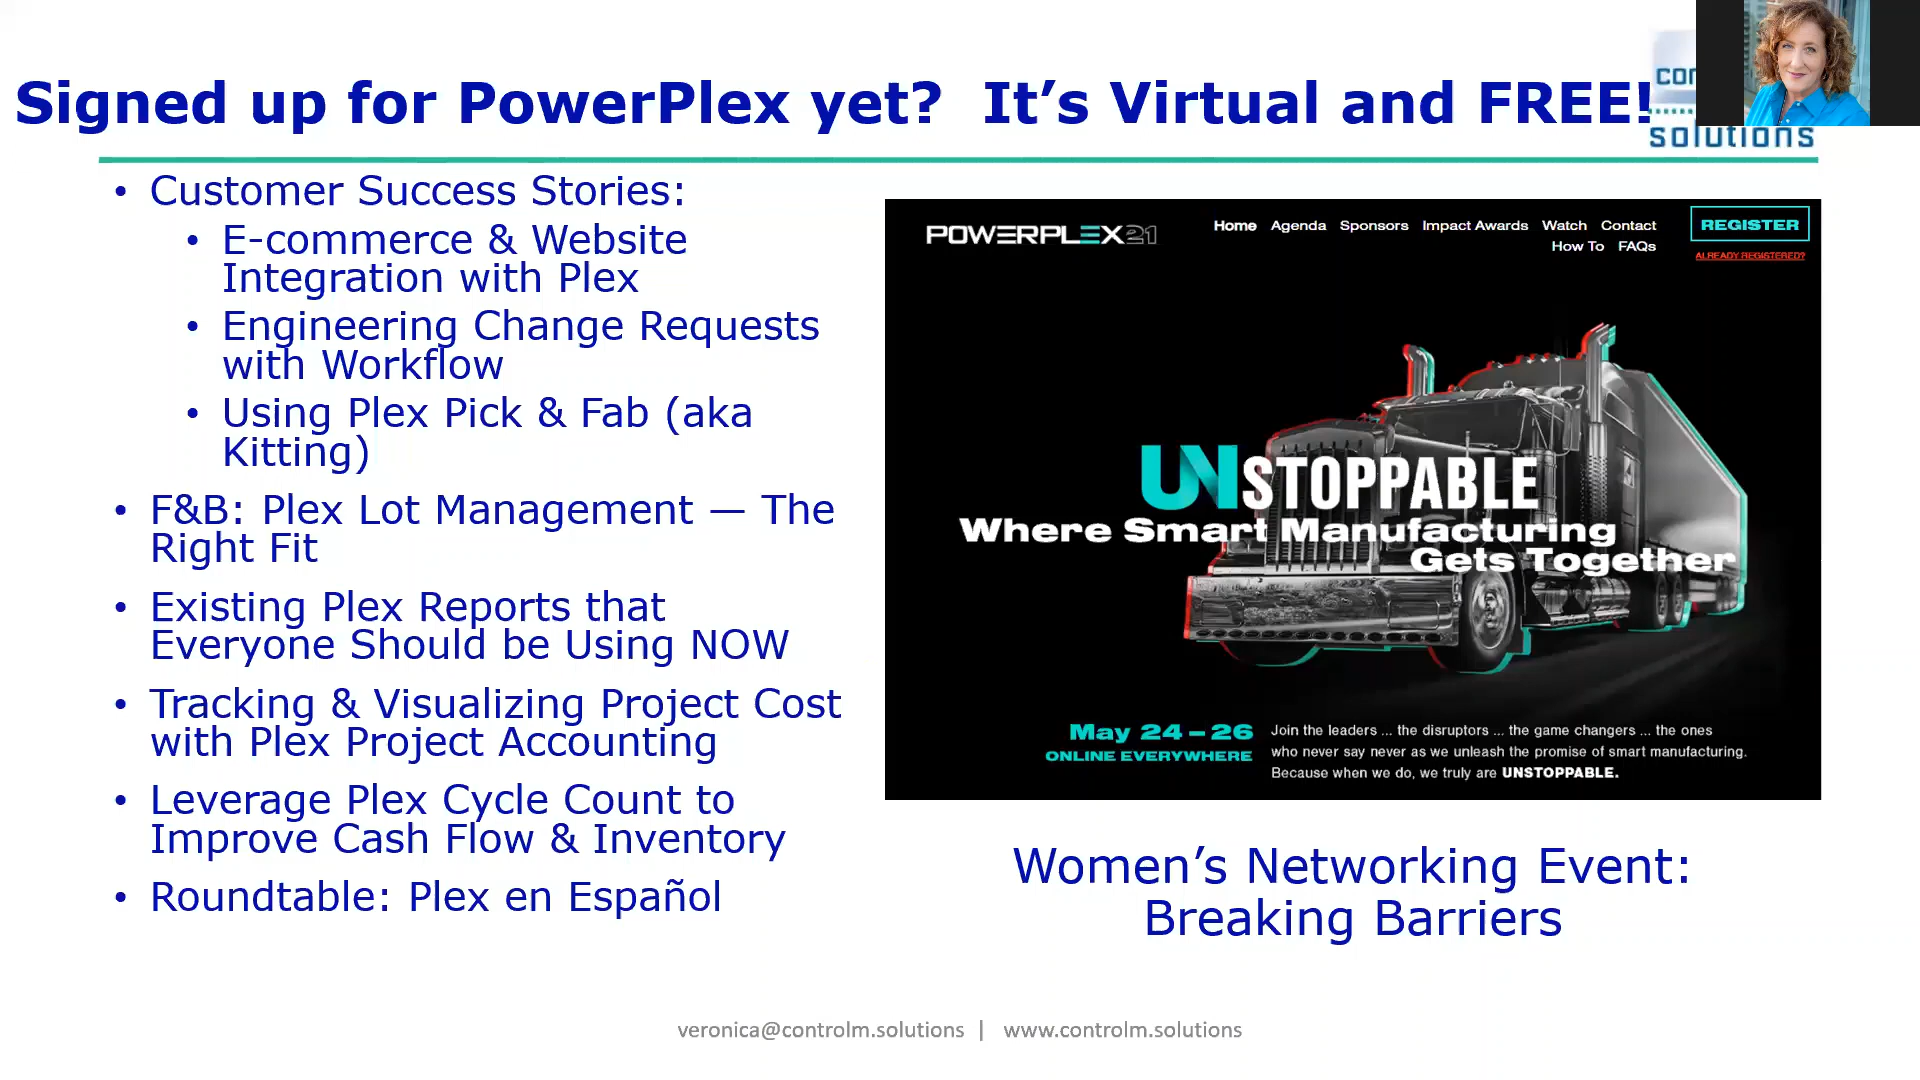 Signed up for PowerPlex yet?  It’s Virtual and FREE!
solutions
• Customer Success Stories:
• E-commerce & Website
Integration with Plex
• Engineering Change Requests
with Workflow
• Using Plex Pick & Fab (aka
Kitting)
• F&B: Plex Lot Management — The
Right Fit
• Existing Plex Reports that
Everyone Should be Using NOW
• Tracking & Visualizing Project Cost
with Plex Project Accounting
• Leverage Plex Cycle Count to
Improve Cash Flow & Inventory
• Roundtable: Plex en Español
POWERPLEX21
Home Agenda Sponsors Impact Awards Watch Contact
How To FAQs
REGISTER
ALREADY REGISTERED?
UNSTOPPABLE
Where Smart Manufacturing
Gets Together
May 24 – 26
ONLINE EVERYWHERE
Join the leaders ... the disruptors ... the game changers ... the ones
who never say never as we unleash the promise of smart manufacturing.
Because when we do, we truly are UNSTOPPABLE.
Women’s Networking Event:
Breaking Barriers
veronica@controlm.solutions | www.controlm.solutions